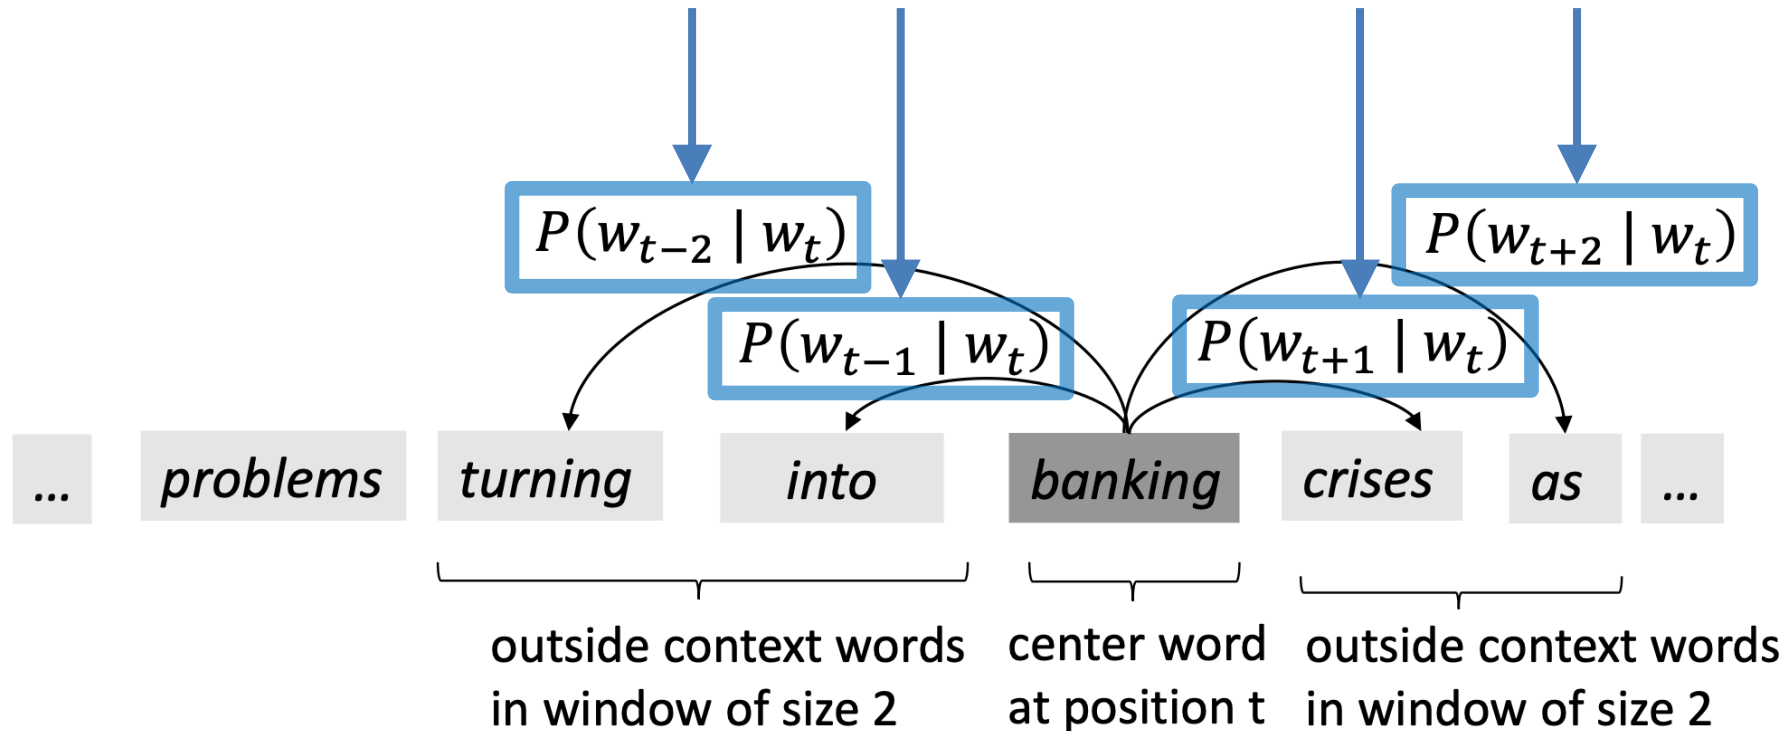 P(w_{t-2} | w_t)
P(w_{t+2} | w_t)
P(w_{t-1} | w_t)
P(w_{t+1} | w_t)
... problems turning into banking crises as ...
outside context words
in window of size 2
center word
at position t
outside context words
in window of size 2